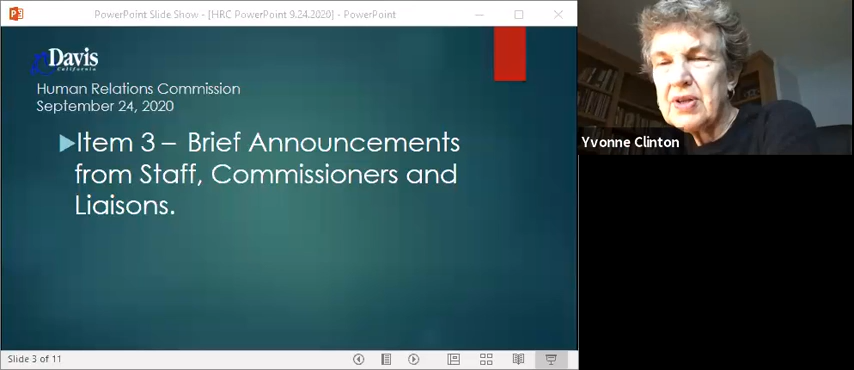 PowerPoint Slide Show - [HRC PowerPoint 9.24.2020] - PowerPoint
Davis
California
Human Relations Commission
September 24, 2020
Item 3 – Brief Announcements
from Staff, Commissioners and
Liaisons.
Yvonne Clinton
Slide 3 of 11